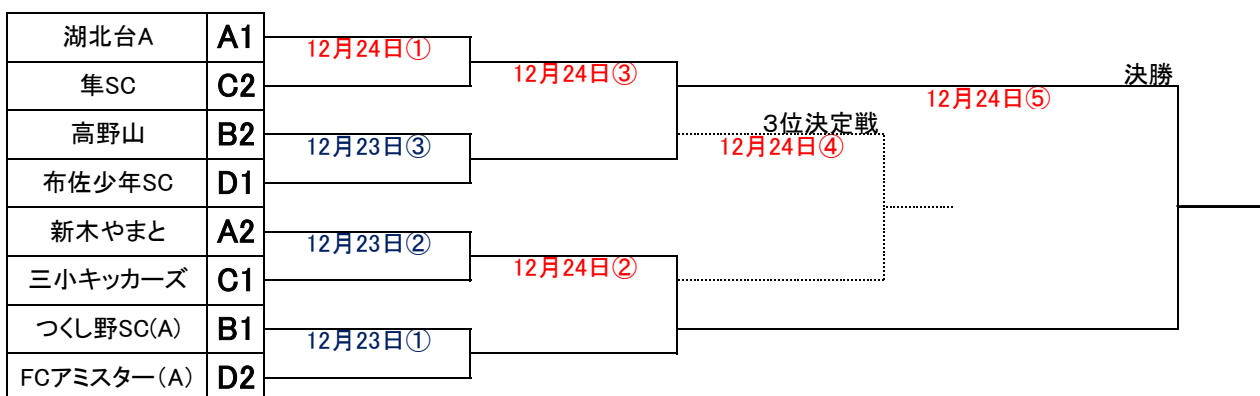 湖北台A A1
12月24日①
隼SC C2
12月24日③
決勝
12月24日⑤
高野山 B2
12月23日③
3位決定戦
12月24日④
布佐少年SC D1
新木やまと A2
12月23日②
三小キッカーズ C1
12月24日②
つくし野SC(A) B1
12月23日①
FCアミスター(A) D2